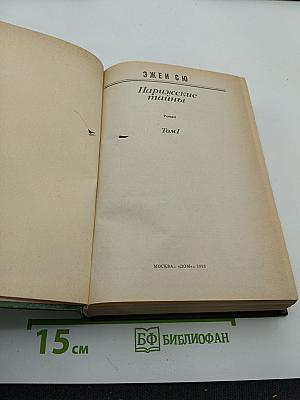 ЭЖЕН СЮ
Парижские
тайны
Роман
Том I
МОСКВА · «ДОМ» · 1993
15 см
БФ БИБЛИОФАН